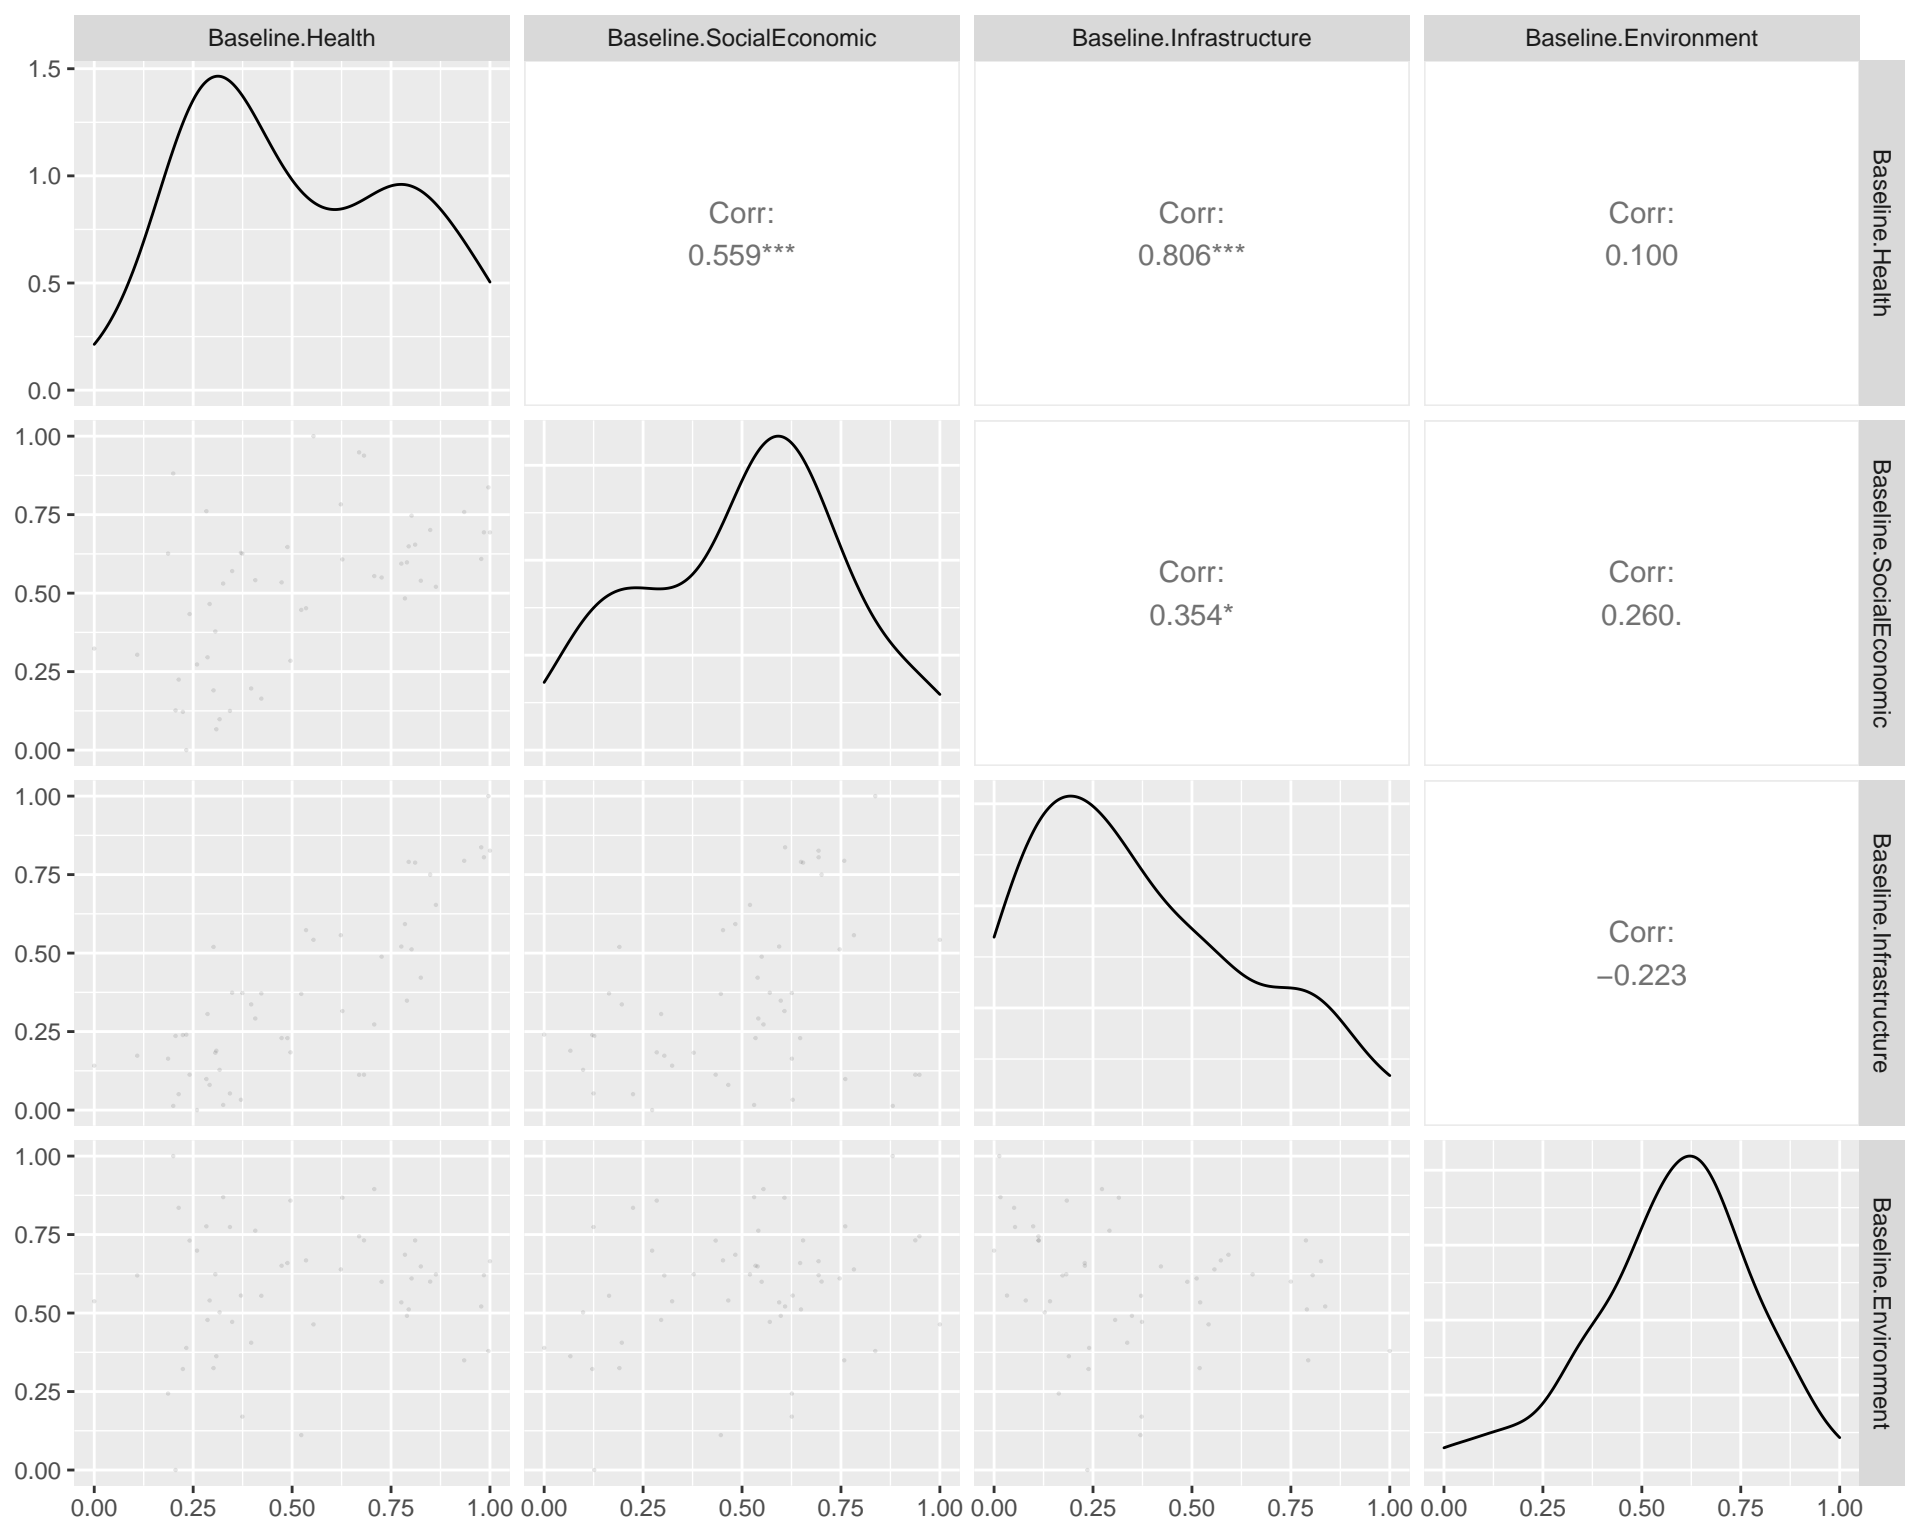 Baseline.Health Baseline.SocialEconomic Baseline.Infrastructure Baseline.Environment
1.5
1.0
0.5
0.0
Corr:
0.559***
Corr:
0.806***
Corr:
0.100
Baseline.Health
1.00
0.75
0.50
0.25
0.00
Corr:
0.354*
Corr:
0.260.
Baseline.SocialEconomic
1.00
0.75
0.50
0.25
0.00
Corr:
−0.223
Baseline.Infrastructure
1.00
0.75
0.50
0.25
0.00
Baseline.Environment
0.00 0.25 0.50 0.75 1.00 0.00 0.25 0.50 0.75 1.00 0.00 0.25 0.50 0.75 1.00 0.00 0.25 0.50 0.75 1.00